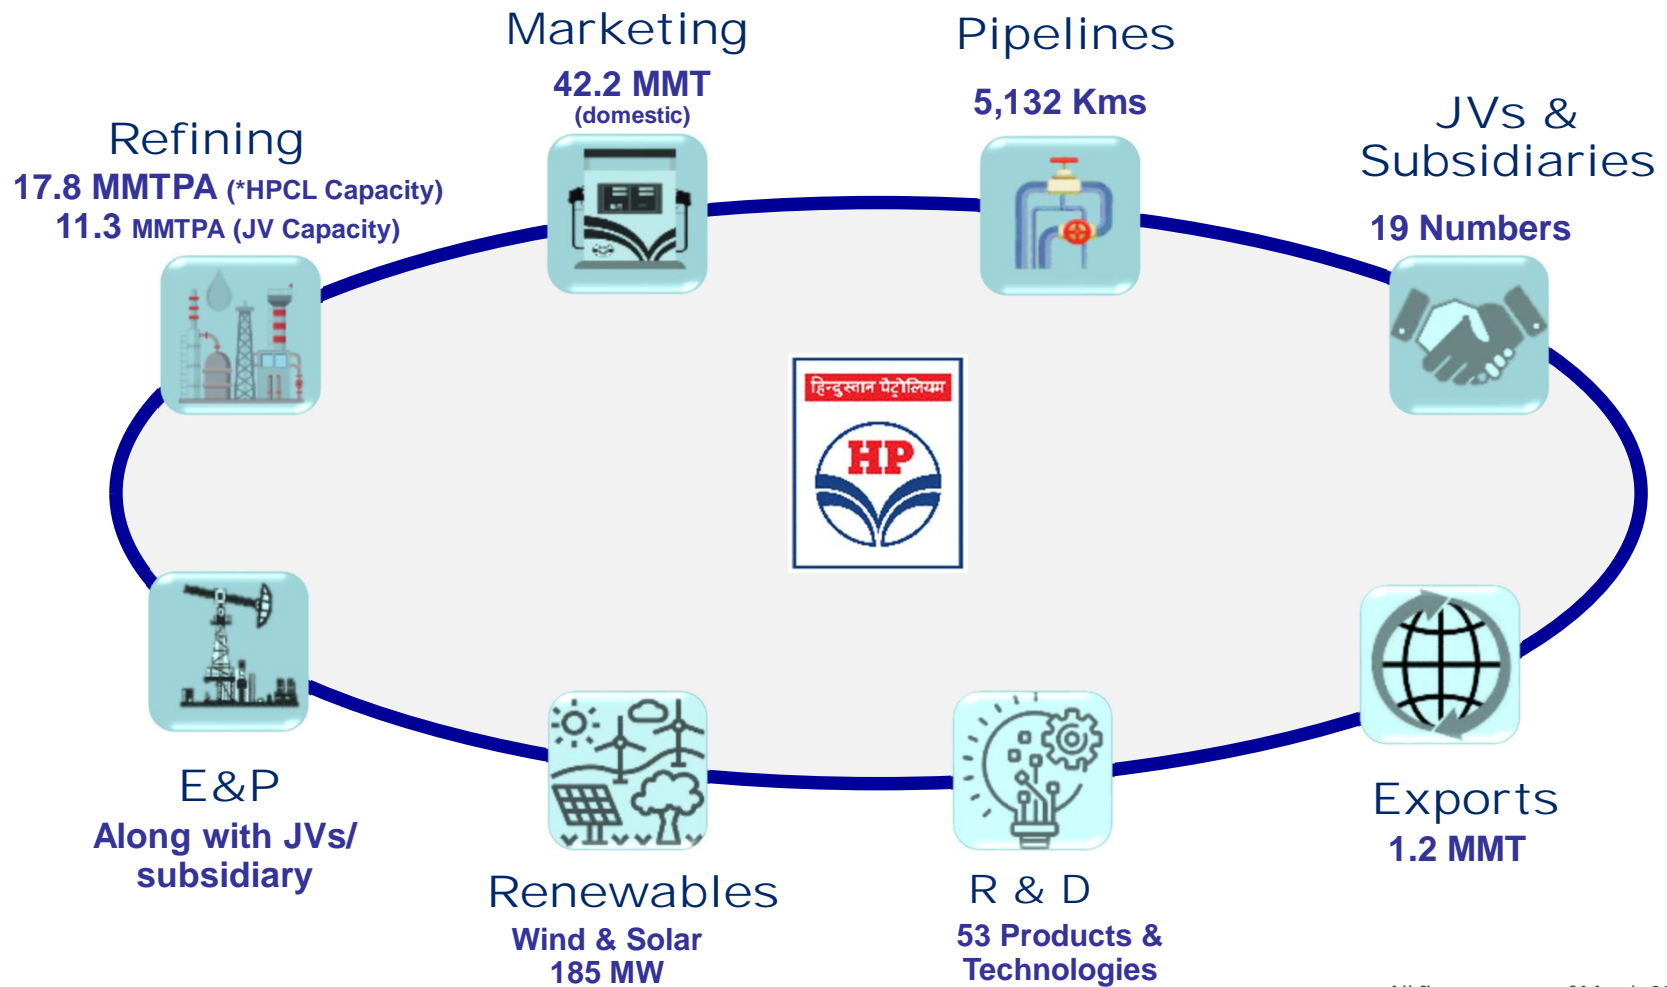 Marketing
42.2 MMT
(domestic)
Pipelines
5,132 Kms
JVs &
Subsidiaries
19 Numbers
Refining
17.8 MMTPA (*HPCL Capacity)
11.3 MMTPA (JV Capacity)
हिन्दुस्तान पेट्रोलियम
HP
E&P
Along with JVs/
subsidiary
Renewables
Wind & Solar
185 MW
R & D
53 Products &
Technologies
Exports
1.2 MMT